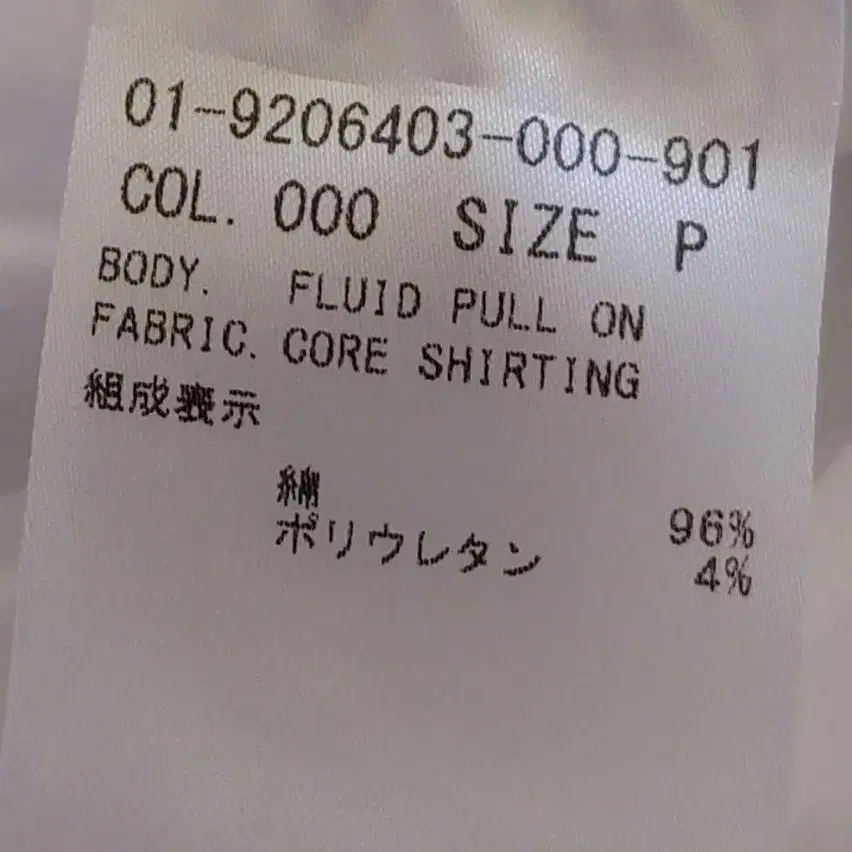 01-9206403-000-901
COL. 000 SIZE P
BODY. FLUID PULL ON
FABRIC. CORE SHIRTING
組成表示
綿 96%
ポリウレタン 4%